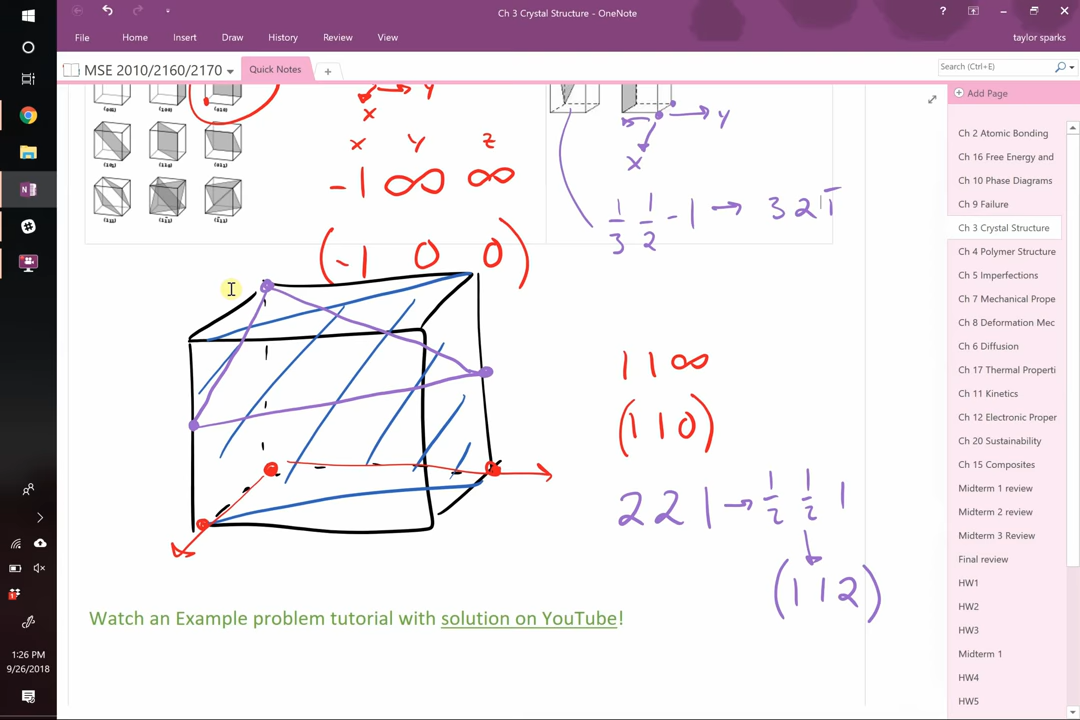 Ch 3 Crystal Structure - OneNote
?
taylor sparks
File Home Insert Draw History Review View
MSE 2010/2160/2170
Quick Notes
+
Search (Ctrl+E)
Add Page
Ch 2 Atomic Bonding
Ch 16 Free Energy and
Ch 10 Phase Diagrams
Ch 9 Failure
Ch 3 Crystal Structure
Ch 4 Polymer Structure
Ch 5 Imperfections
Ch 7 Mechanical Prope
Ch 8 Deformation Mec
Ch 6 Diffusion
Ch 17 Thermal Properti
Ch 11 Kinetics
Ch 12 Electronic Proper
Ch 20 Sustainability
Ch 15 Composites
Midterm 1 review
Midterm 2 review
Midterm 3 Review
Final review
HW1
HW2
HW3
Midterm 1
HW4
HW5
Y
X
X Y Z
-1 ∞ ∞
(-1 0 0)
Y
X
1/3 1/2 -1 → 3 2 1̄
1 1 ∞
(1 1 0)
2 2 1 → 1/2 1/2 1
(1 1 2)
Watch an Example problem tutorial with solution on YouTube!
1:26 PM
9/26/2018